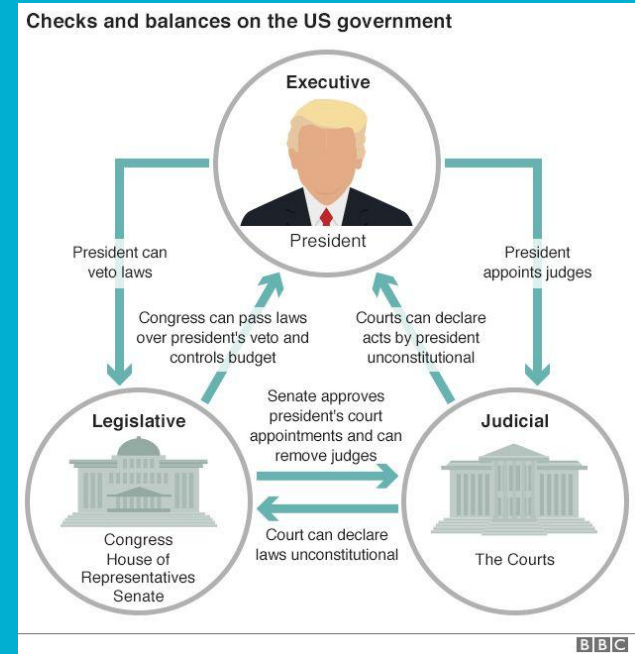 Checks and balances on the US government
Executive
President
President can
veto laws
President
appoints judges
Congress can pass laws
over president's veto and
controls budget
Courts can declare
acts by president
unconstitutional
Legislative
Congress
House of
Representatives
Senate
Senate approves
president's court
appointments and can
remove judges
Court can declare
laws unconstitutional
Judicial
The Courts
BBC